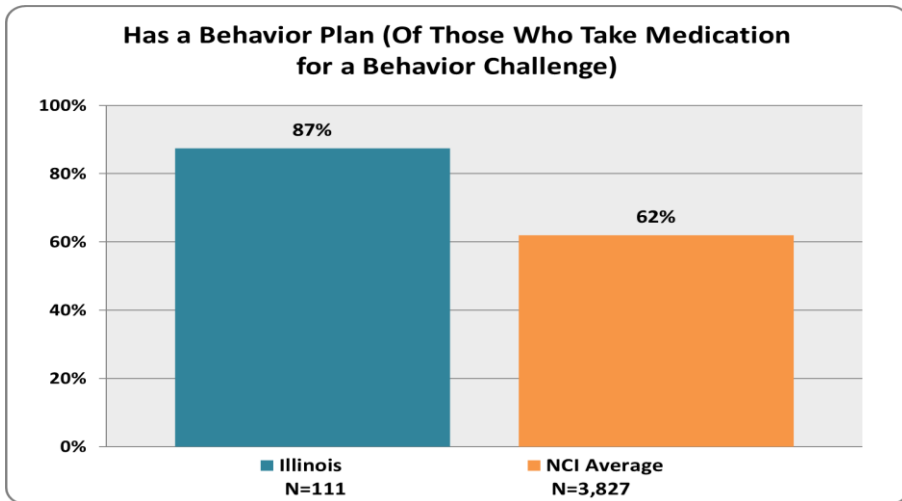 Has a Behavior Plan (Of Those Who Take Medication
for a Behavior Challenge)
100%
87%
80%
62%
60%
40%
20%
0%
Illinois
N=111
NCI Average
N=3,827